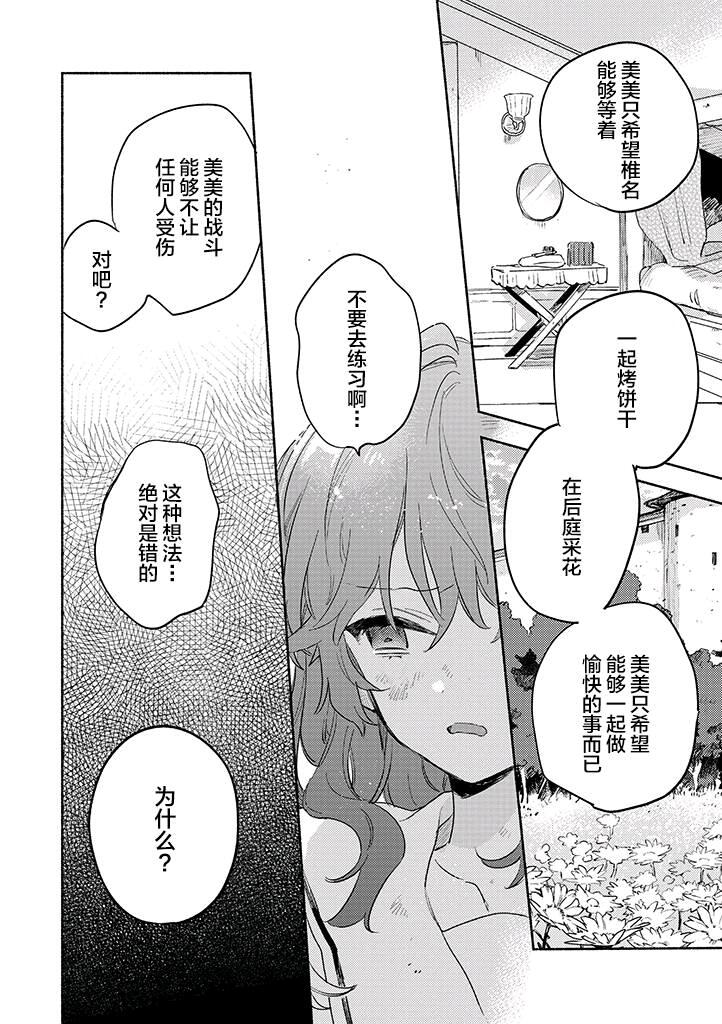 美美只希望椎名
能够等着
一起烤饼干
在后庭采花
美美只希望
能够一起做
愉快的事而已
不要去练习啊…
美美的战斗
能够不让
任何人受伤
对吧？
这种想法…
绝对是错的
为什么？